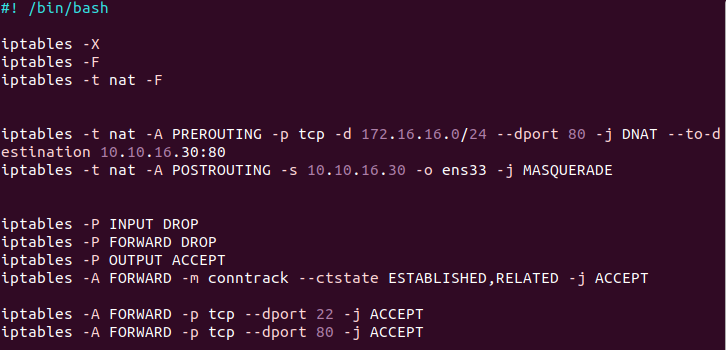 #! /bin/bash
iptables -X
iptables -F
iptables -t nat -F
iptables -t nat -A PREROUTING -p tcp -d 172.16.16.0/24 --dport 80 -j DNAT --to-d
estination 10.10.16.30:80
iptables -t nat -A POSTROUTING -s 10.10.16.30 -o ens33 -j MASQUERADE
iptables -P INPUT DROP
iptables -P FORWARD DROP
iptables -P OUTPUT ACCEPT
iptables -A FORWARD -m conntrack --ctstate ESTABLISHED,RELATED -j ACCEPT
iptables -A FORWARD -p tcp --dport 22 -j ACCEPT
iptables -A FORWARD -p tcp --dport 80 -j ACCEPT